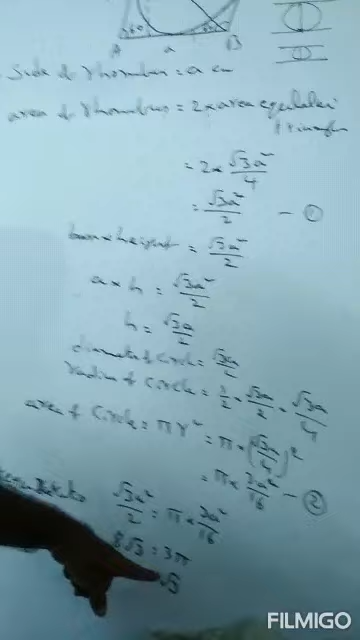 60°
A a B
Side of rhombus = a cm
area of rhombus = 2 × area equilateral
= 2 × √3a²/4
= √3a²/2 — ①
base × height = √3a²/2
a × h = √3a²/2
h = √3a/2
diameter of circle = √3a/2
radius of circle = 1/2 × √3a/2 = √3a/4
area of circle = πr² = π × (√3a/4)²
= π × 3a²/16 — ②
√3a²/2 : π × 3a²/16
8√3 : 3π
√3
FILMIGO